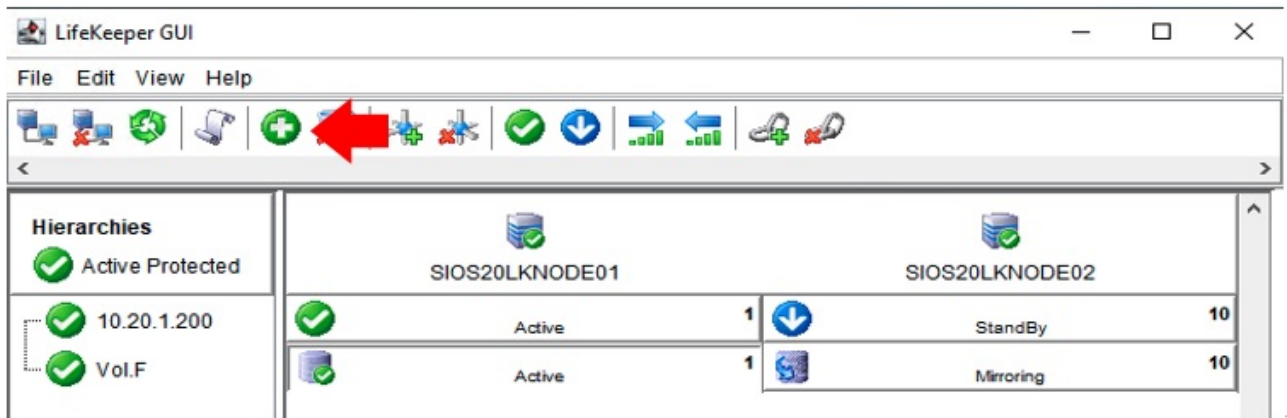 LifeKeeper GUI
File Edit View Help
Hierarchies
Active Protected
SIOS20LKNODE01 SIOS20LKNODE02
10.20.1.200 Active 1 StandBy 10
Vol.F Active 1 Mirroring 10